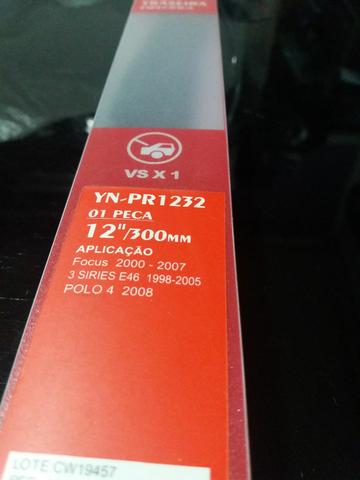 TRASEIRA
VS X 1
YN-PR1232
01 PECA
12"/300MM
APLICAÇÃO
Focus 2000 - 2007
3 SIRIES E46 1998-2005
POLO 4 2008
LOTE:CW19457